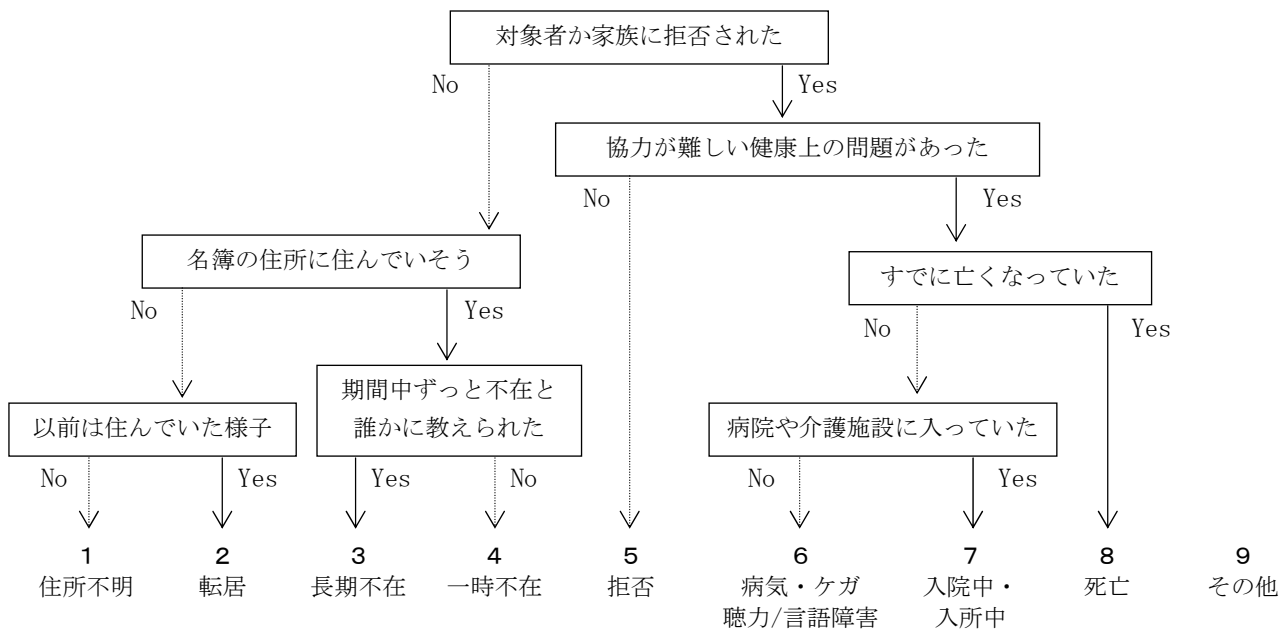 対象者か家族に拒否された
No
Yes
協力が難しい健康上の問題があった
No
Yes
名簿の住所に住んでいそう
すでに亡くなっていた
No
Yes
No
Yes
期間中ずっと不在と
誰かに教えられた
以前は住んでいた様子
病院や介護施設に入っていた
No
Yes
Yes
No
No
Yes
1
2
3
4
5
6
7
8
9
住所不明
転居
長期不在
一時不在
拒否
病気・ケガ
聴力/言語障害
入院中・
入所中
死亡
その他